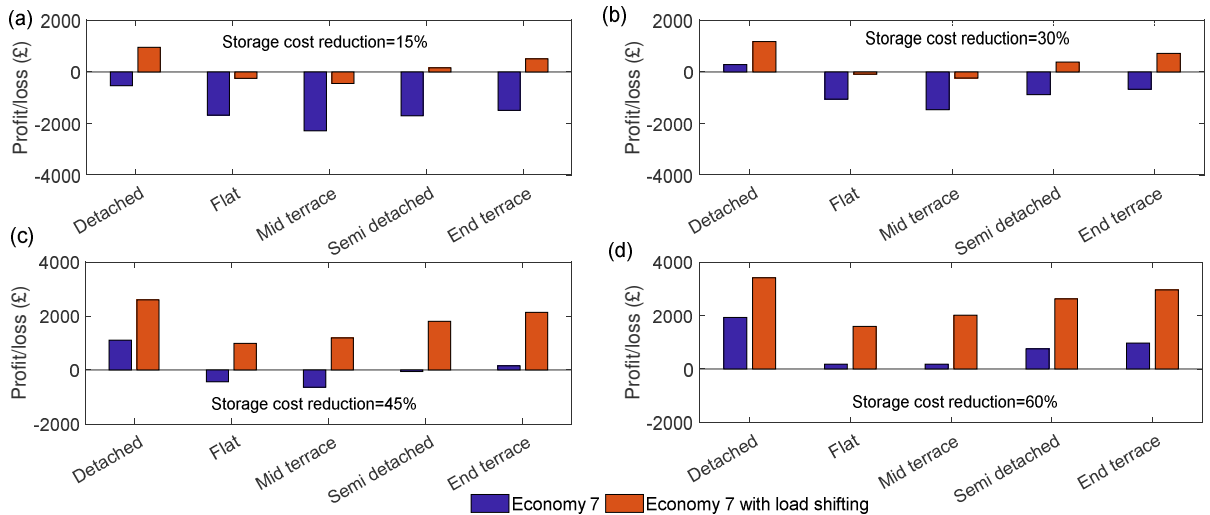 (a)
2000
0
-2000
-4000
Profit/loss (£)
Storage cost reduction=15%
Detached
Flat
Mid terrace
Semi detached
End terrace
(b)
2000
0
-2000
-4000
Profit/loss (£)
Storage cost reduction=30%
Detached
Flat
Mid terrace
Semi detached
End terrace
(c)
4000
2000
0
-2000
Profit/loss (£)
Storage cost reduction=45%
Detached
Flat
Mid terrace
Semi detached
End terrace
(d)
4000
2000
0
-2000
Profit/loss (£)
Storage cost reduction=60%
Detached
Flat
Mid terrace
Semi detached
End terrace
Economy 7 Economy 7 with load shifting